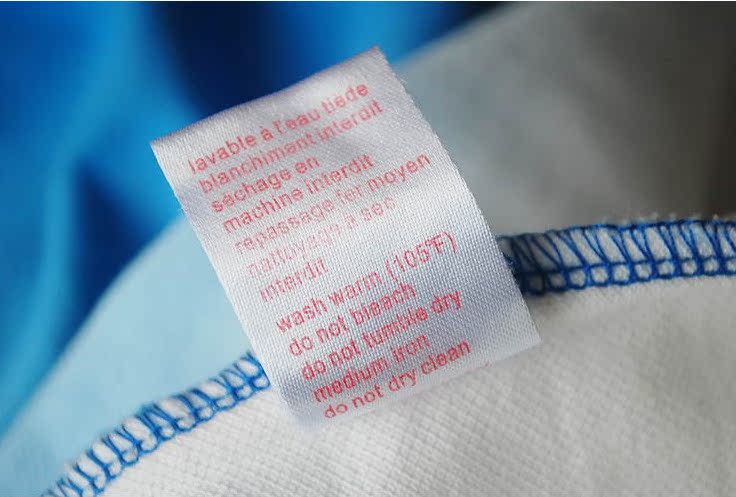 lavable à l'eau tiède
blanchiment interdit
séchage en
machine interdit
repassage fer moyen
nattoyage à sec
interdit
wash warm (105°F)
do not bleach
do not tumble dry
medium iron
do not dry clean